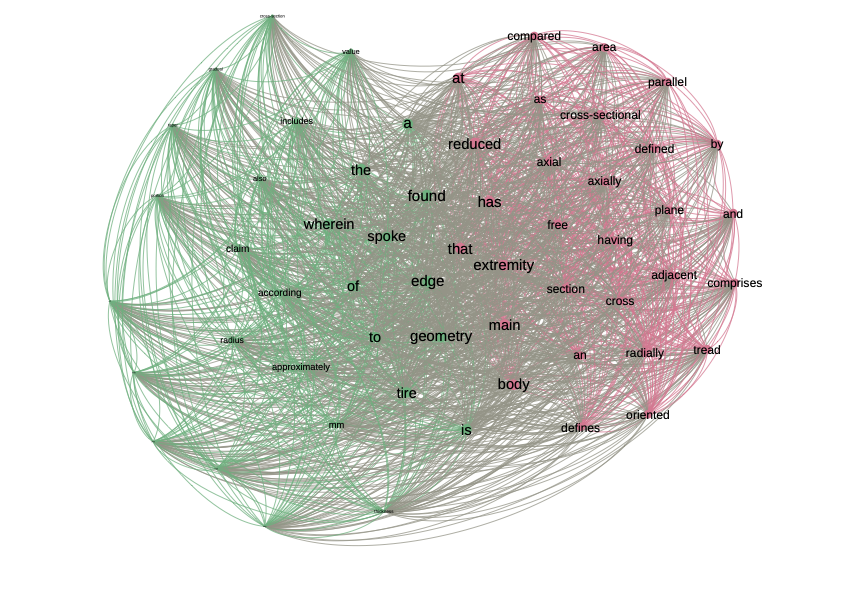 cross-section
compared
area
value
at
parallel
as
cross-sectional
includes
a
reduced
by
defined
axial
the
also
axially
found
has
plane
and
wherein
free
spoke
having
claim
that
extremity
adjacent
edge
comprises
of
section
according
cross
main
to
geometry
radius
tread
an
radially
approximately
body
tire
oriented
mm
is
defines